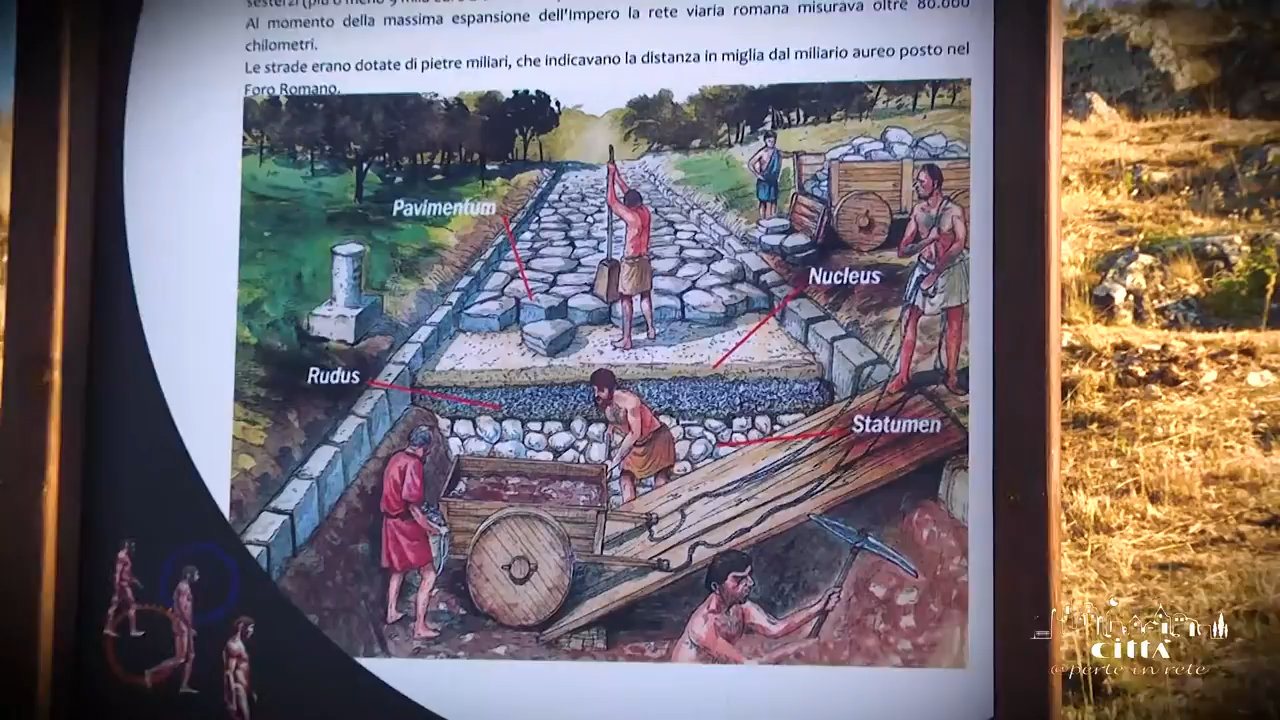 Al momento della massima espansione dell'Impero la rete viaria romana misurava oltre 80.000
chilometri.
Le strade erano dotate di pietre miliari, che indicavano la distanza in miglia dal miliario aureo posto nel
Foro Romano.
Pavimentum
Nucleus
Rudus
Statumen
CITTÀ
aperte in rete